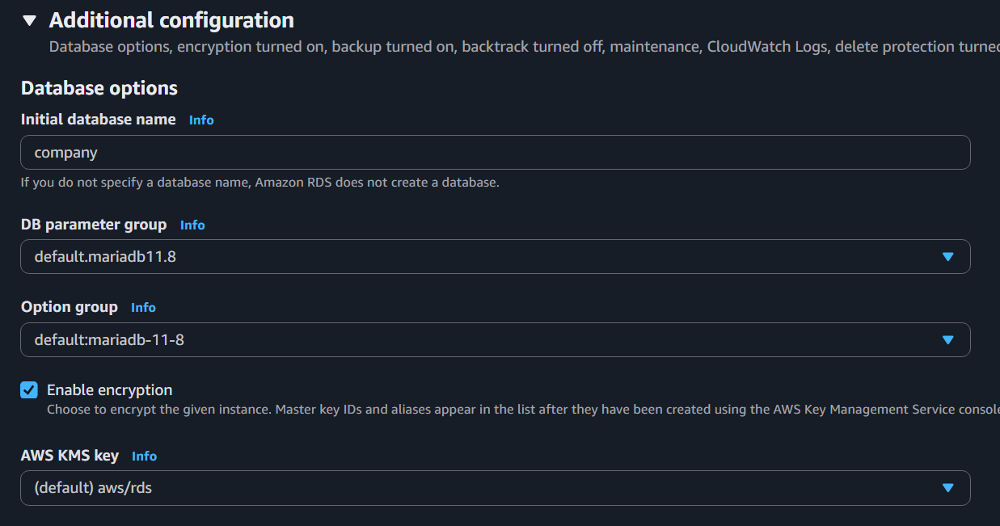 Additional configuration
Database options, encryption turned on, backup turned on, backtrack turned off, maintenance, CloudWatch Logs, delete protection turned
Database options
Initial database name Info
company
If you do not specify a database name, Amazon RDS does not create a database.
DB parameter group Info
default.mariadb11.8
Option group Info
default:mariadb-11-8
Enable encryption
Choose to encrypt the given instance. Master key IDs and aliases appear in the list after they have been created using the AWS Key Management Service console
AWS KMS key Info
(default) aws/rds